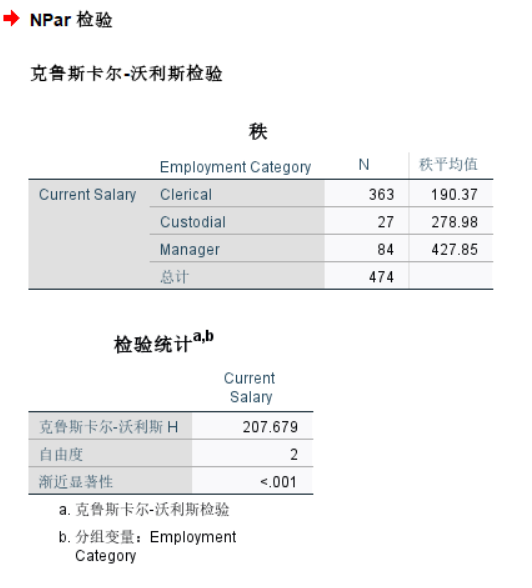 NPar 检验
克鲁斯卡尔-沃利斯检验
秩
Employment Category N 秩平均值
Current Salary Clerical 363 190.37
Custodial 27 278.98
Manager 84 427.85
总计 474
检验统计a,b
Current
Salary
克鲁斯卡尔-沃利斯 H 207.679
自由度 2
渐近显著性 <.001
a. 克鲁斯卡尔-沃利斯检验
b. 分组变量：Employment
Category